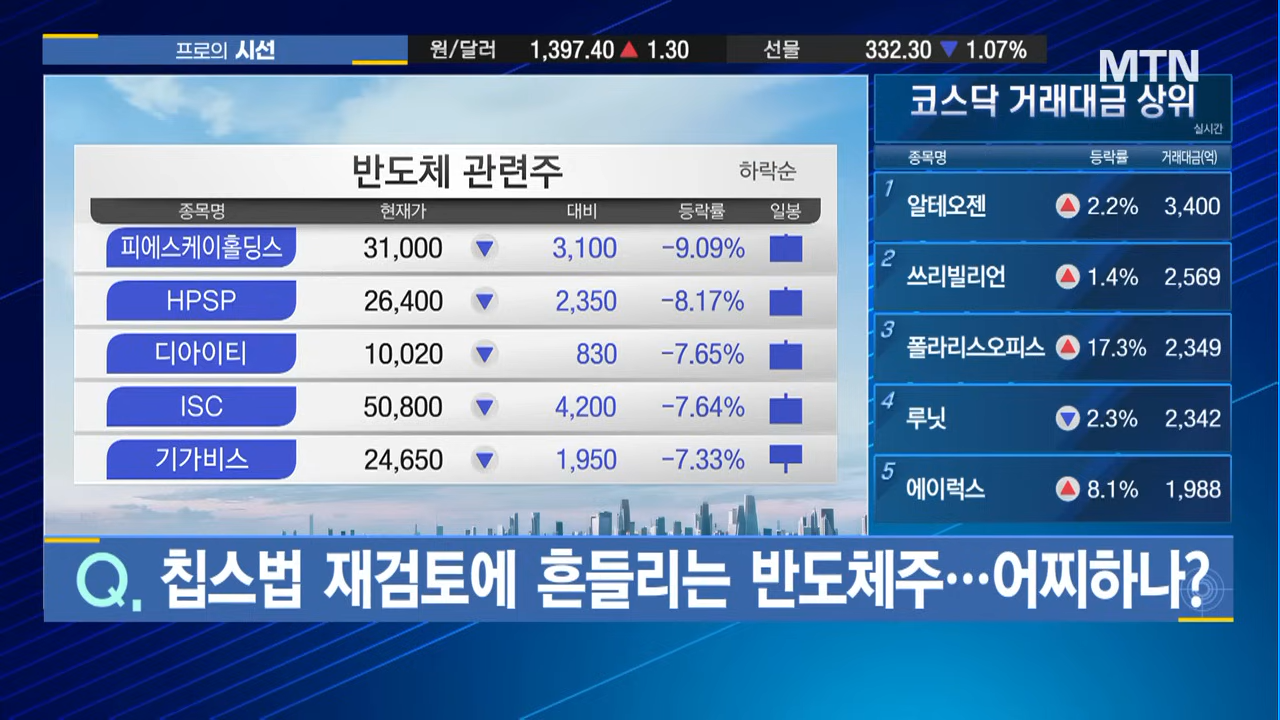 프로의 시선 원/달러 1,397.40 ▲ 1.30 선물 332.30 ▼ 1.07%
MTN
반도체 관련주 하락순
종목명 현재가 대비 등락률 일봉
피에스케이홀딩스 31,000 ▼ 3,100 -9.09%
HPSP 26,400 ▼ 2,350 -8.17%
디아이티 10,020 ▼ 830 -7.65%
ISC 50,800 ▼ 4,200 -7.64%
기가비스 24,650 ▼ 1,950 -7.33%
코스닥 거래대금 상위
실시간
종목명 등락률 거래대금(억)
1 알테오젠 ▲ 2.2% 3,400
2 쓰리빌리언 ▲ 1.4% 2,569
3 폴라리스오피스 ▲ 17.3% 2,349
4 루닛 ▼ 2.3% 2,342
5 에이럭스 ▲ 8.1% 1,988
Q. 칩스법 재검토에 흔들리는 반도체주…어찌하나?